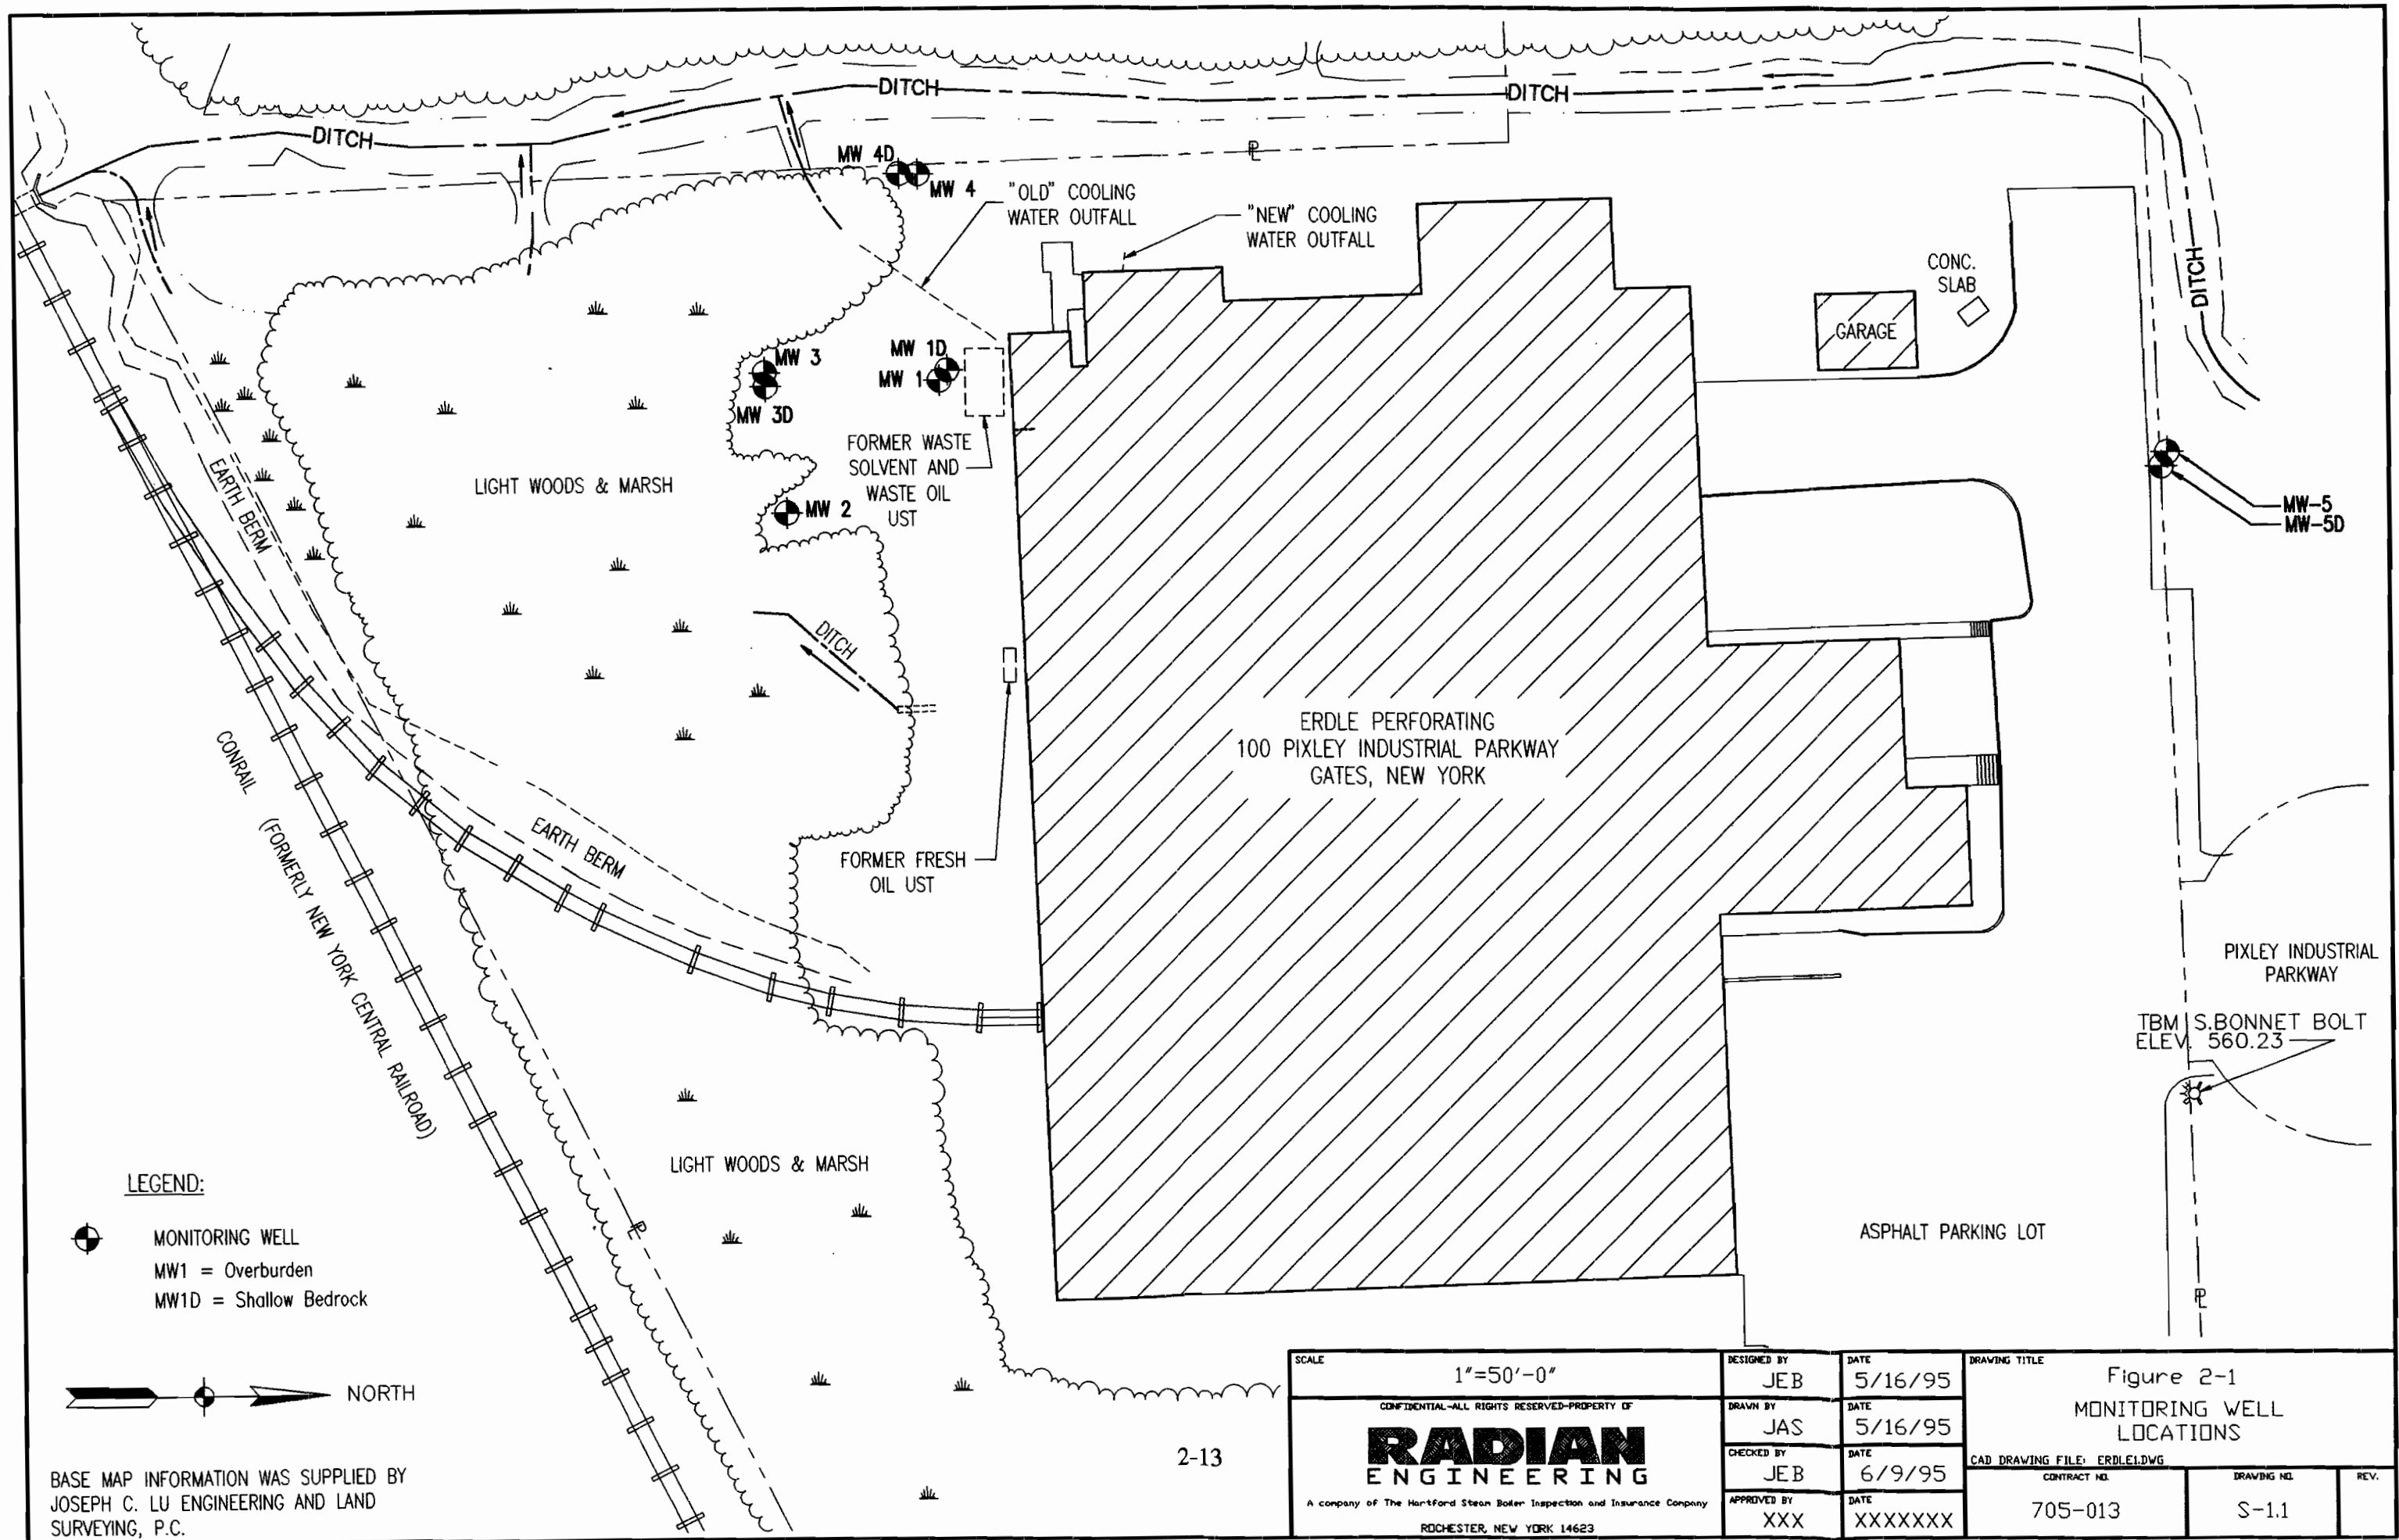 DITCH
DITCH
DITCH
MW 4D
MW 4
"OLD" COOLING
WATER OUTFALL
"NEW" COOLING
WATER OUTFALL
CONC.
SLAB
DITCH
GARAGE
MW 3
MW 3D
MW 1D
MW 1
FORMER WASTE
SOLVENT AND
WASTE OIL
UST
EARTH BERM
LIGHT WOODS & MARSH
MW 2
MW-5
MW-5D
DITCH
ERDLE PERFORATING
100 PIXLEY INDUSTRIAL PARKWAY
GATES, NEW YORK
CONRAIL (FORMERLY NEW YORK CENTRAL RAILROAD)
EARTH BERM
FORMER FRESH
OIL UST
PIXLEY INDUSTRIAL
PARKWAY
TBM S.BONNET BOLT
ELEV. 560.23
LIGHT WOODS & MARSH
ASPHALT PARKING LOT
LEGEND:
MONITORING WELL
MW1 = Overburden
MW1D = Shallow Bedrock
NORTH
BASE MAP INFORMATION WAS SUPPLIED BY
JOSEPH C. LU ENGINEERING AND LAND
SURVEYING, P.C.
2-13
SCALE
1"=50'-0"
CONFIDENTIAL-ALL RIGHTS RESERVED-PROPERTY OF
RADIAN
ENGINEERING
A company of The Hartford Steam Boiler Inspection and Insurance Company
ROCHESTER, NEW YORK 14623
DESIGNED BY
JEB
DATE
5/16/95
DRAWN BY
JAS
DATE
5/16/95
CHECKED BY
JEB
DATE
6/9/95
APPROVED BY
XXX
DATE
XXXXXXX
DRAWING TITLE
Figure 2-1
MONITORING WELL
LOCATIONS
CAD DRAWING FILE: ERDLE1.DWG
CONTRACT NO.
705-013
DRAWING NO.
S-1.1
REV.